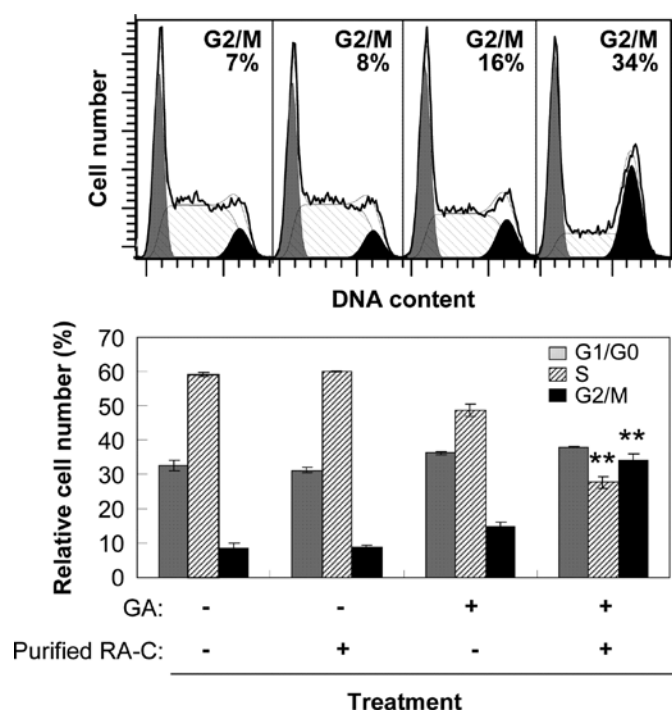 G2/M G2/M G2/M G2/M
7% 8% 16% 34%
Cell number
DNA content
Relative cell number (%)
70
60
50
40
30
20
10
0
G1/G0
S
G2/M
** **
GA: - - + +
Purified RA-C: - + - +
Treatment